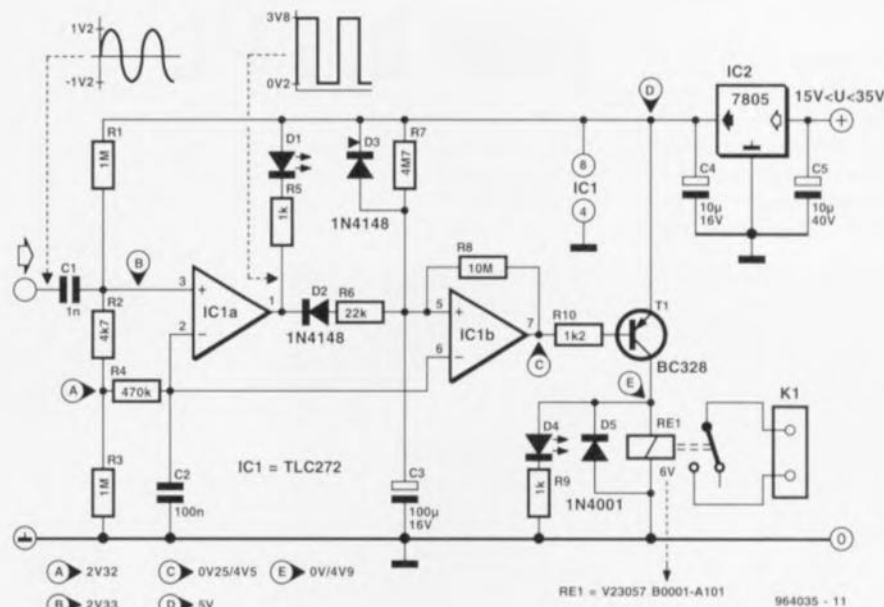 1V2
-1V2
3V8
0V2
R1
1M
C1
1n
B
R2
4k7
A
R4
470k
R3
1M
C2
100n
3
+
2
−
IC1a
1
D1
R5
1k
D3
1N4148
R7
4M7
D2
1N4148
R6
22k
R8
10M
5
+
6
−
IC1b
7
C
R10
1k2
8
IC1
4
D
T1
BC328
E
IC2
7805
15V<U<35V
+
C4
10µ
16V
C5
10µ
40V
D4
R9
1k
D5
1N4001
RE1
6V
K1
IC1 = TLC272
C3
100µ
16V
0
A 2V32
C 0V25/4V5
E 0V/4V9
B 2V33
D 5V
RE1 = V23057 B0001-A101
964035 - 11